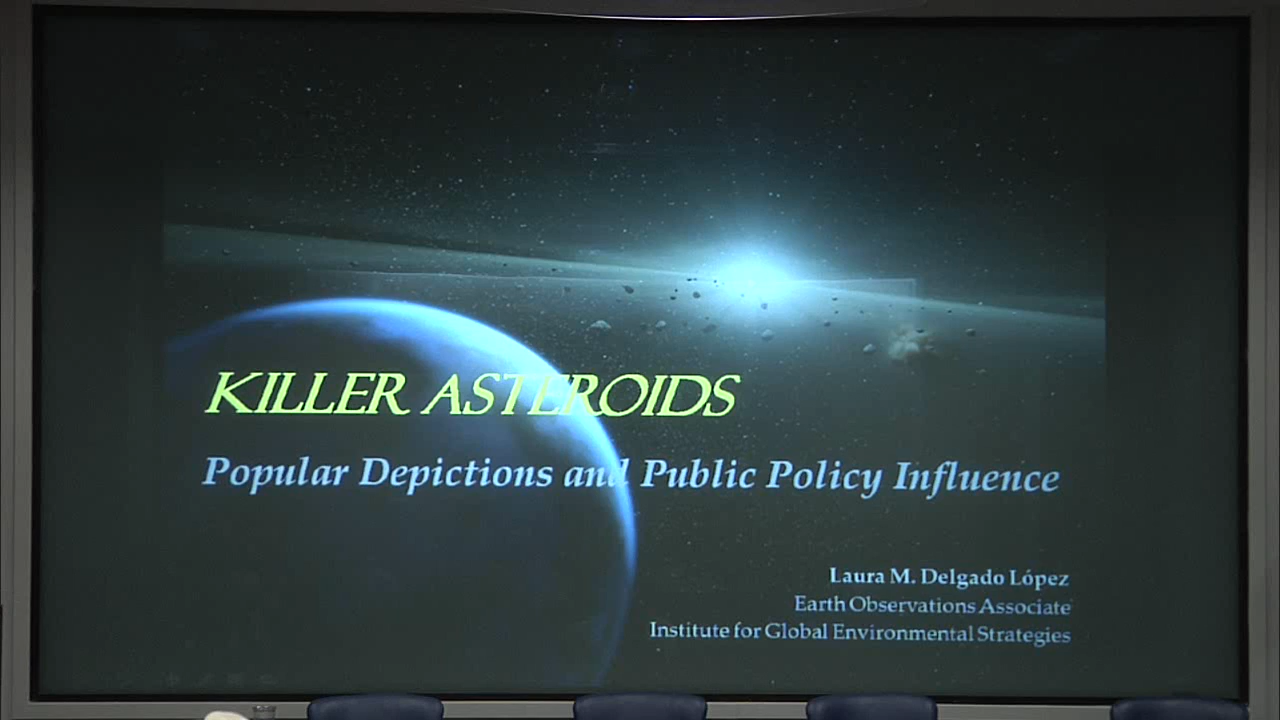 KILLER ASTEROIDS
Popular Depictions and Public Policy Influence
Laura M. Delgado López
Earth Observations Associate
Institute for Global Environmental Strategies